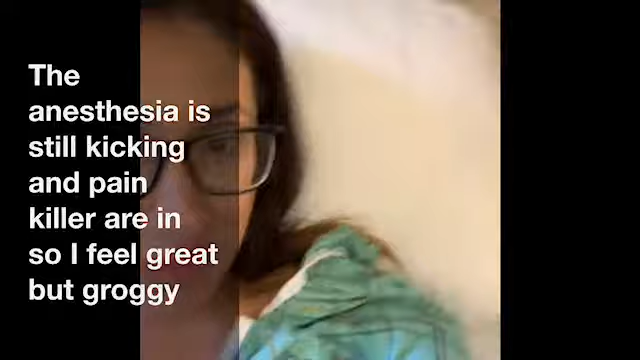 The
anesthesia is
still kicking
and pain
killer are in
so I feel great
but groggy